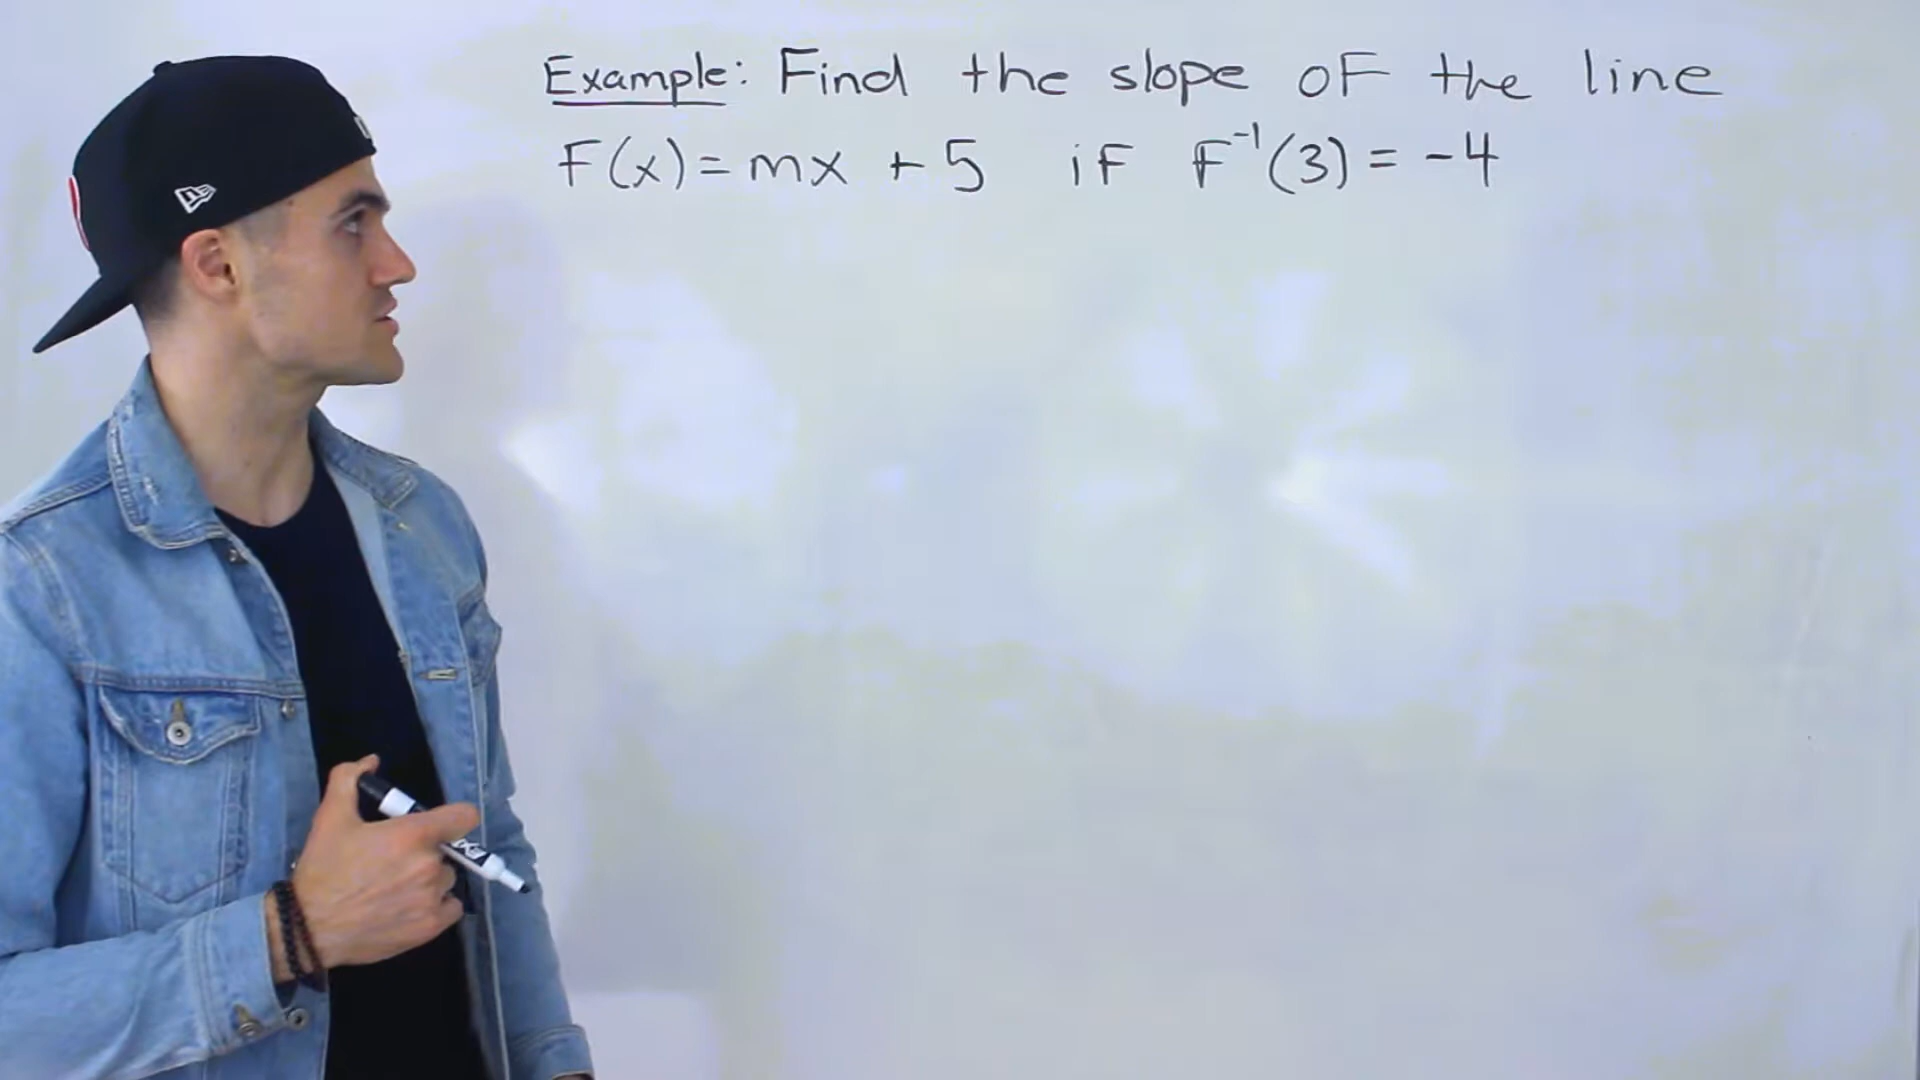 Example: Find the slope of the line
F(x) = mx + 5 if F⁻¹(3) = -4